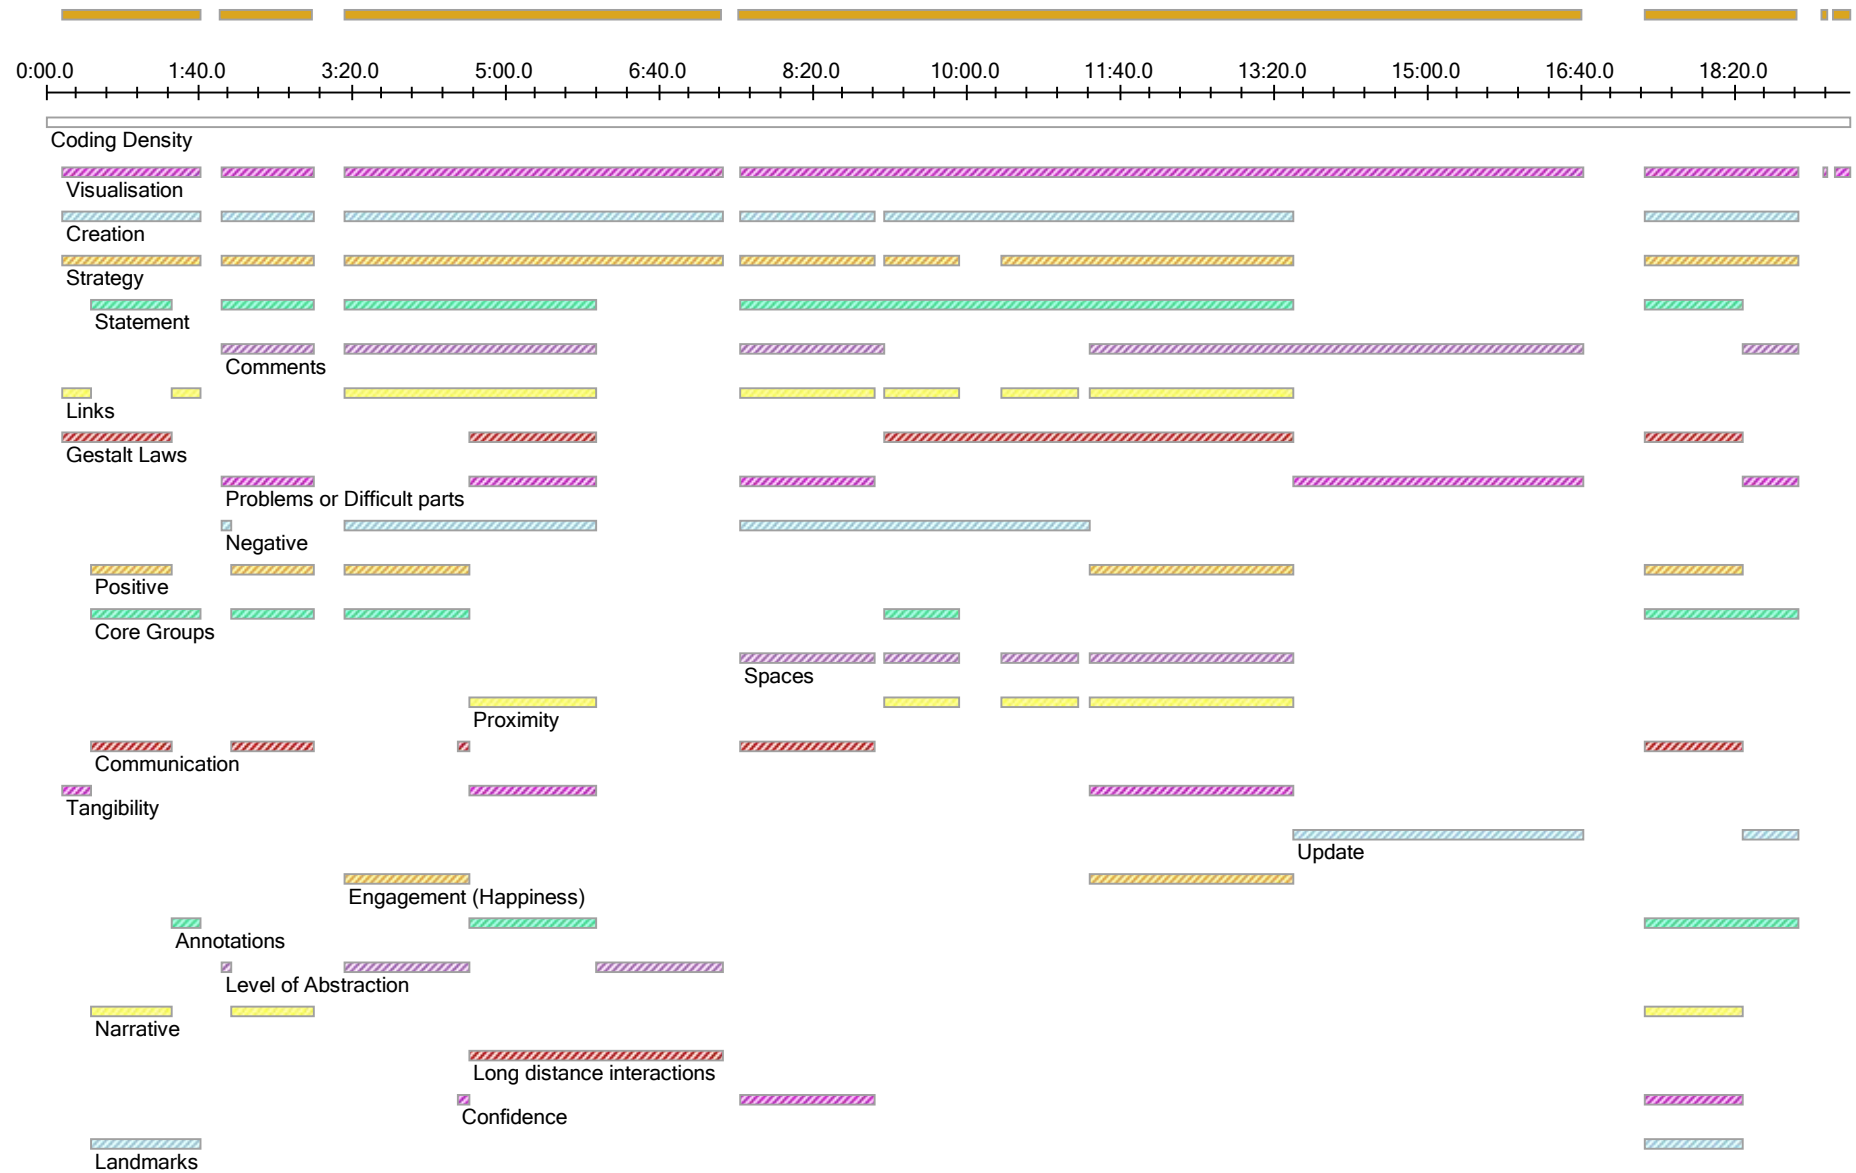 0:00.0 1:40.0 3:20.0 5:00.0 6:40.0 8:20.0 10:00.0 11:40.0 13:20.0 15:00.0 16:40.0 18:20.0
Coding Density
Visualisation
Creation
Strategy
Statement
Comments
Links
Gestalt Laws
Problems or Difficult parts
Negative
Positive
Core Groups
Spaces
Proximity
Communication
Tangibility
Update
Engagement (Happiness)
Annotations
Level of Abstraction
Narrative
Long distance interactions
Confidence
Landmarks